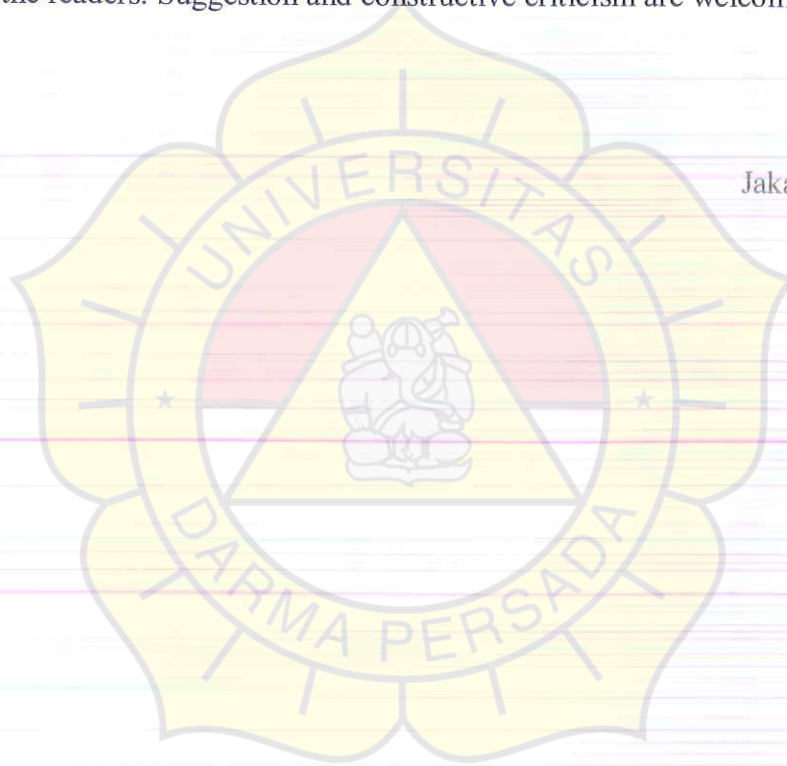 the readers. Suggestion and constructive criticism are welcom
Jaka
UNIVERSITAS
DARMA PERSADA